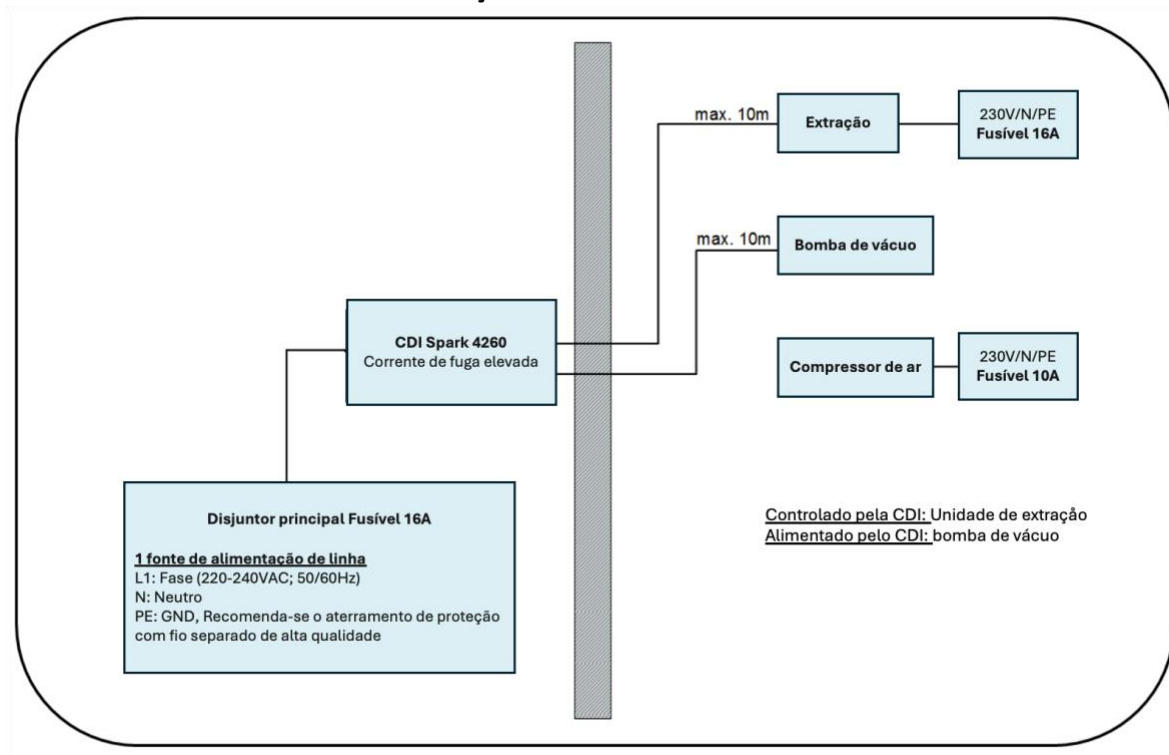 max. 10m
Extração
230V/N/PE
Fusível 16A
max. 10m
Bomba de vácuo
CDI Spark 4260
Corrente de fuga elevada
Compressor de ar
230V/N/PE
Fusível 10A
Disjuntor principal Fusível 16A
1 fonte de alimentação de linha
L1: Fase (220-240VAC; 50/60Hz)
N: Neutro
PE: GND, Recomenda-se o aterramento de proteção
com fio separado de alta qualidade
Controlado pela CDI: Unidade de extração
Alimentado pelo CDI: bomba de vácuo